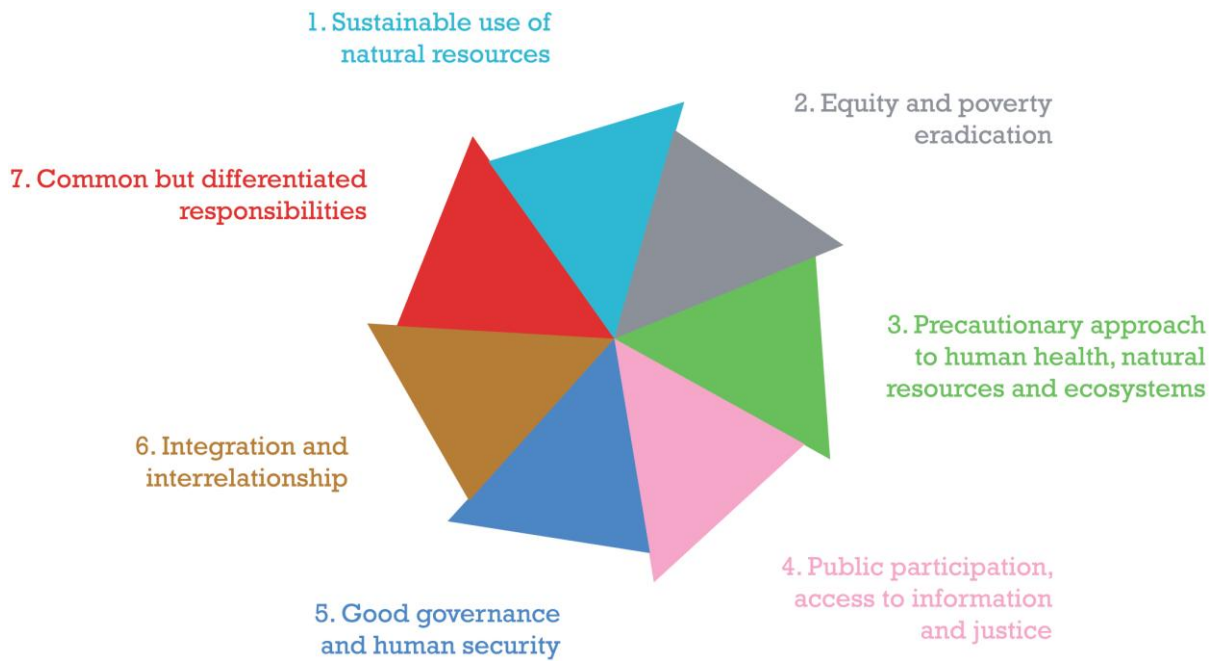 1. Sustainable use of
natural resources
2. Equity and poverty
eradication
3. Precautionary approach
to human health, natural
resources and ecosystems
4. Public participation,
access to information
and justice
5. Good governance
and human security
6. Integration and
interrelationship
7. Common but differentiated
responsibilities